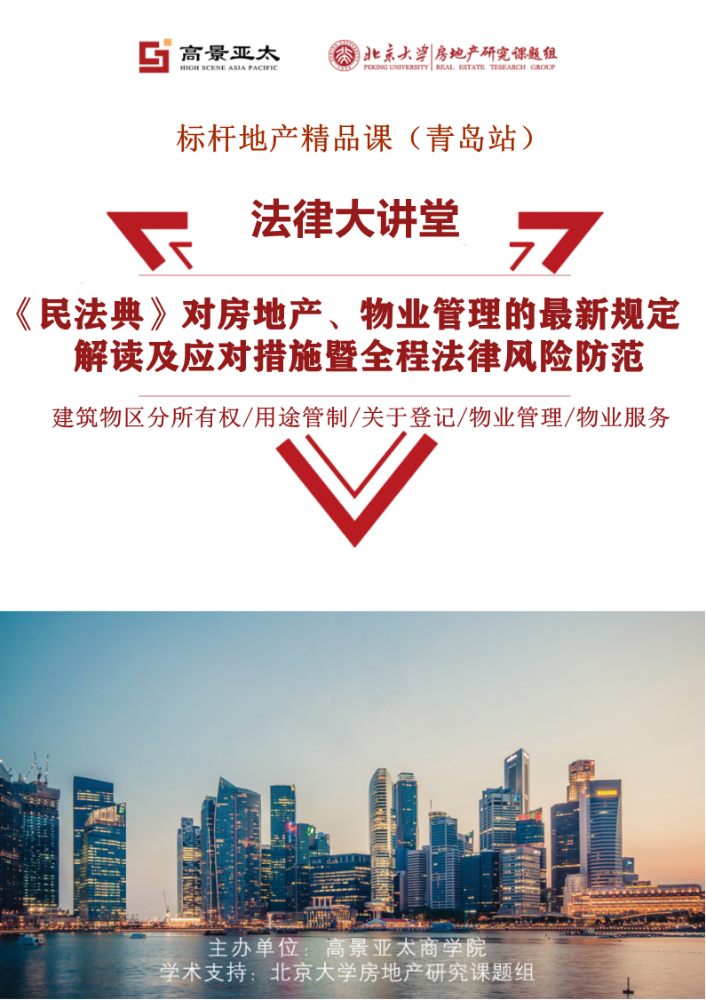 高景亚太
HIGH SCENE ASIA PACIFIC
北京大学 房地产研究课题组
PEKING UNIVERSITY REAL ESTATE TESEARCH GROUP
标杆地产精品课（青岛站）
法律大讲堂
《民法典》对房地产、物业管理的最新规定
解读及应对措施暨全程法律风险防范
建筑物区分所有权/用途管制/关于登记/物业管理/物业服务
主办单位：高景亚太商学院
学术支持：北京大学房地产研究课题组